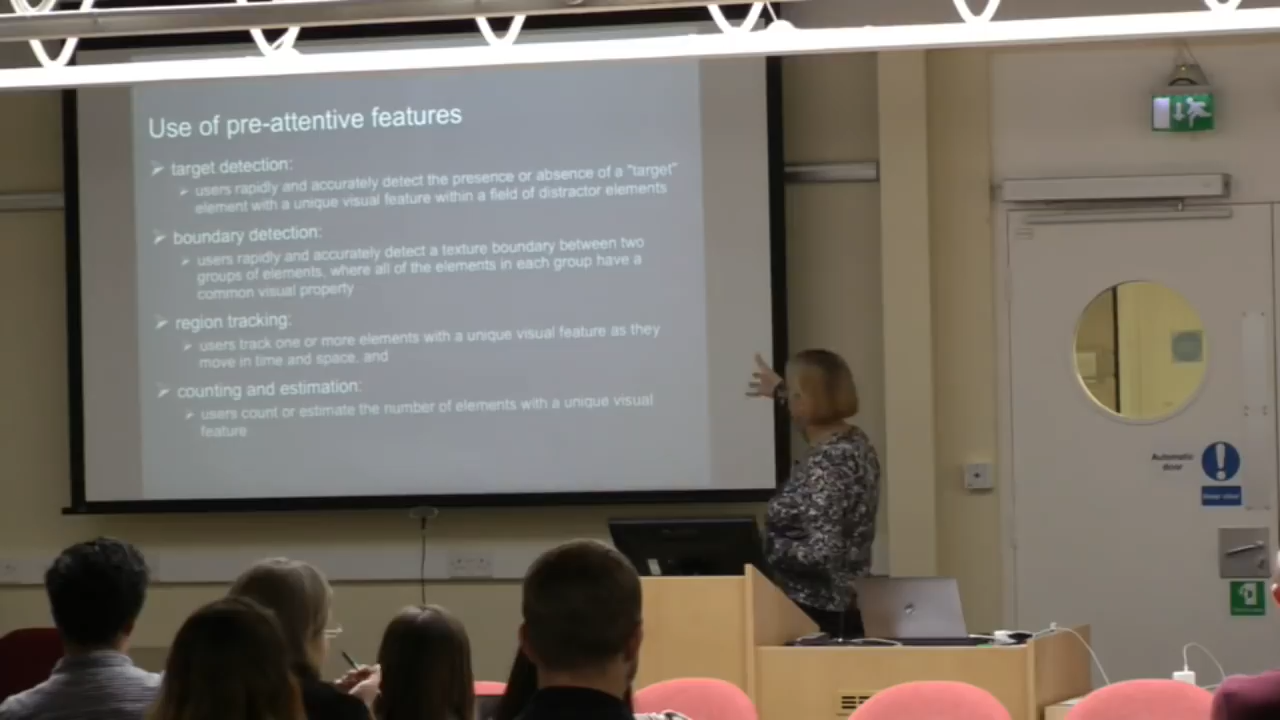 Use of pre-attentive features
➢ target detection:
➢ users rapidly and accurately detect the presence or absence of a "target"
element with a unique visual feature within a field of distractor elements
➢ boundary detection:
➢ users rapidly and accurately detect a texture boundary between two
groups of elements, where all of the elements in each group have a
common visual property
➢ region tracking:
➢ users track one or more elements with a unique visual feature as they
move in time and space, and
➢ counting and estimation:
➢ users count or estimate the number of elements with a unique visual
feature
Automatic
door